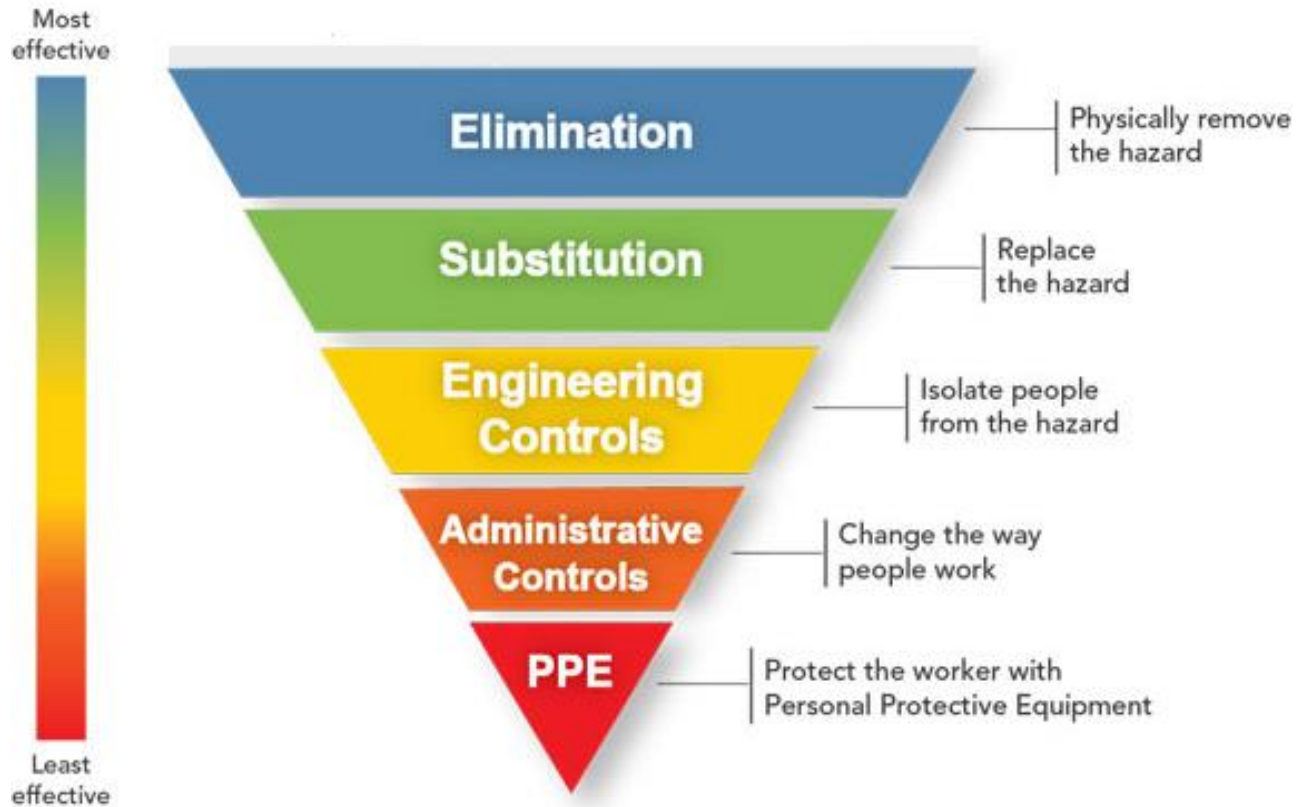 Most
effective
Elimination
Physically remove
the hazard
Substitution
Replace
the hazard
Engineering
Controls
Isolate people
from the hazard
Administrative
Controls
Change the way
people work
PPE
Protect the worker with
Personal Protective Equipment
Least
effective